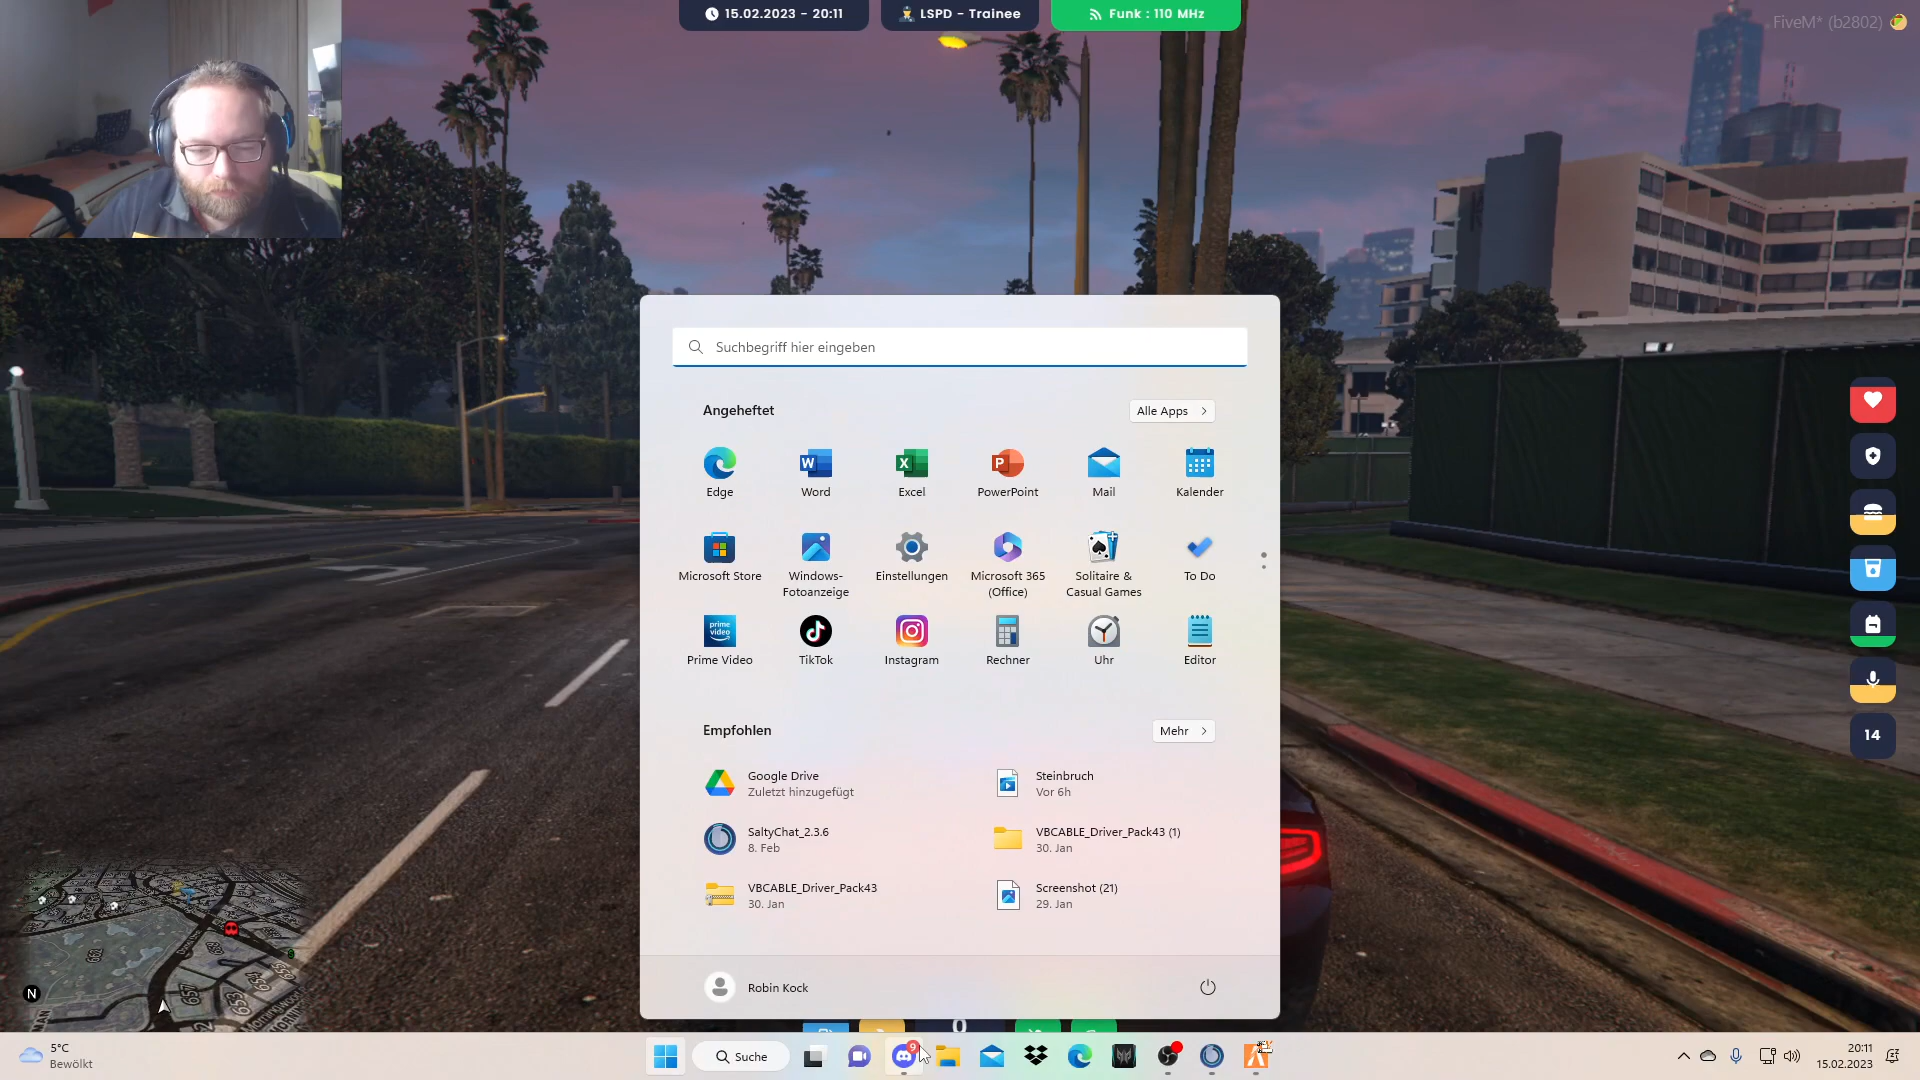 15.02.2023 - 20:11
LSPD - Trainee
Funk : 110 MHz
FiveM* (b2802)
Suchbegriff hier eingeben
Angeheftet
Alle Apps
Edge
Word
Excel
PowerPoint
Mail
Kalender
Microsoft Store
Windows-
Fotoanzeige
Einstellungen
Microsoft 365
(Office)
Solitaire &
Casual Games
To Do
prime
video
Prime Video
TikTok
Instagram
Rechner
Uhr
Editor
Empfohlen
Mehr
Google Drive
Zuletzt hinzugefügt
Steinbruch
Vor 6h
SaltyChat_2.3.6
8. Feb
VBCABLE_Driver_Pack43 (1)
30. Jan
VBCABLE_Driver_Pack43
30. Jan
Screenshot (21)
29. Jan
Robin Kock
14
N
0
5°C
Bewölkt
Suche
9
20:11
15.02.2023